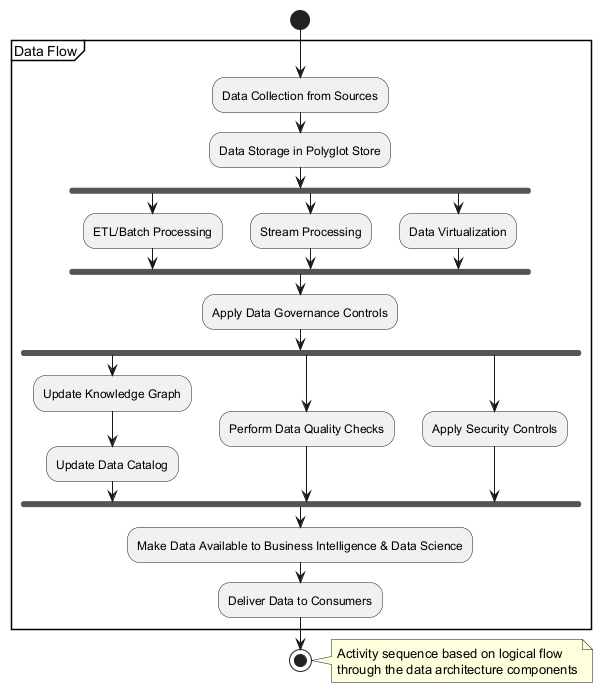 Data Flow
Data Collection from Sources
Data Storage in Polyglot Store
ETL/Batch Processing
Stream Processing
Data Virtualization
Apply Data Governance Controls
Update Knowledge Graph
Perform Data Quality Checks
Apply Security Controls
Update Data Catalog
Make Data Available to Business Intelligence & Data Science
Deliver Data to Consumers
Activity sequence based on logical flow
through the data architecture components